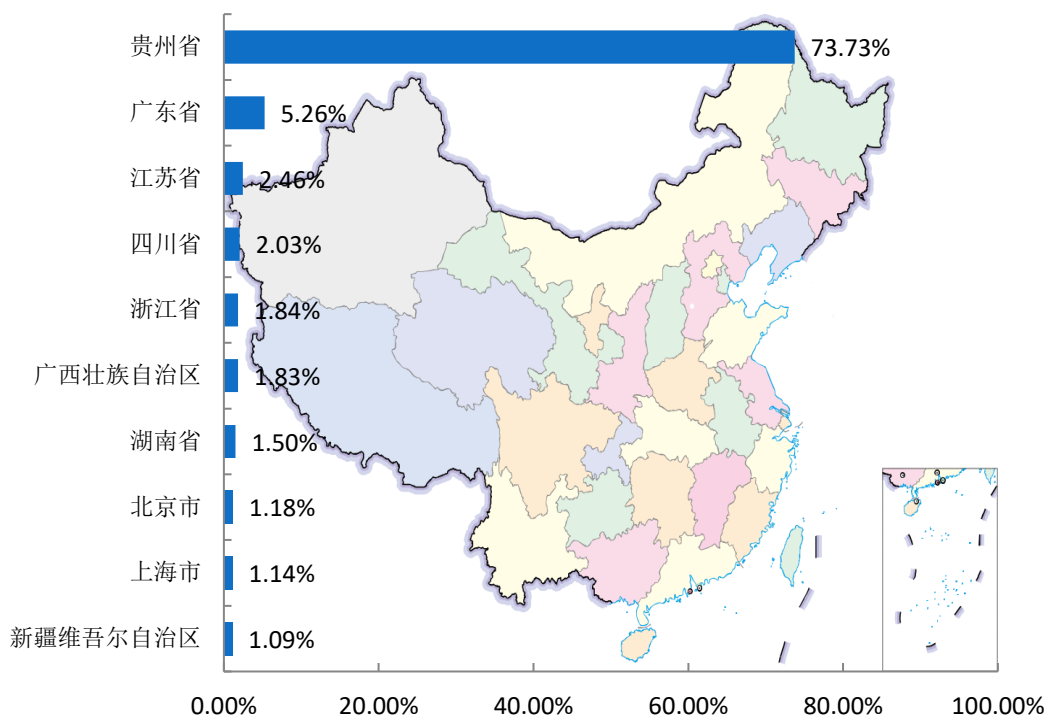 贵州省 73.73%
广东省 5.26%
江苏省 2.46%
四川省 2.03%
浙江省 1.84%
广西壮族自治区 1.83%
湖南省 1.50%
北京市 1.18%
上海市 1.14%
新疆维吾尔自治区 1.09%
0.00% 20.00% 40.00% 60.00% 80.00% 100.00%